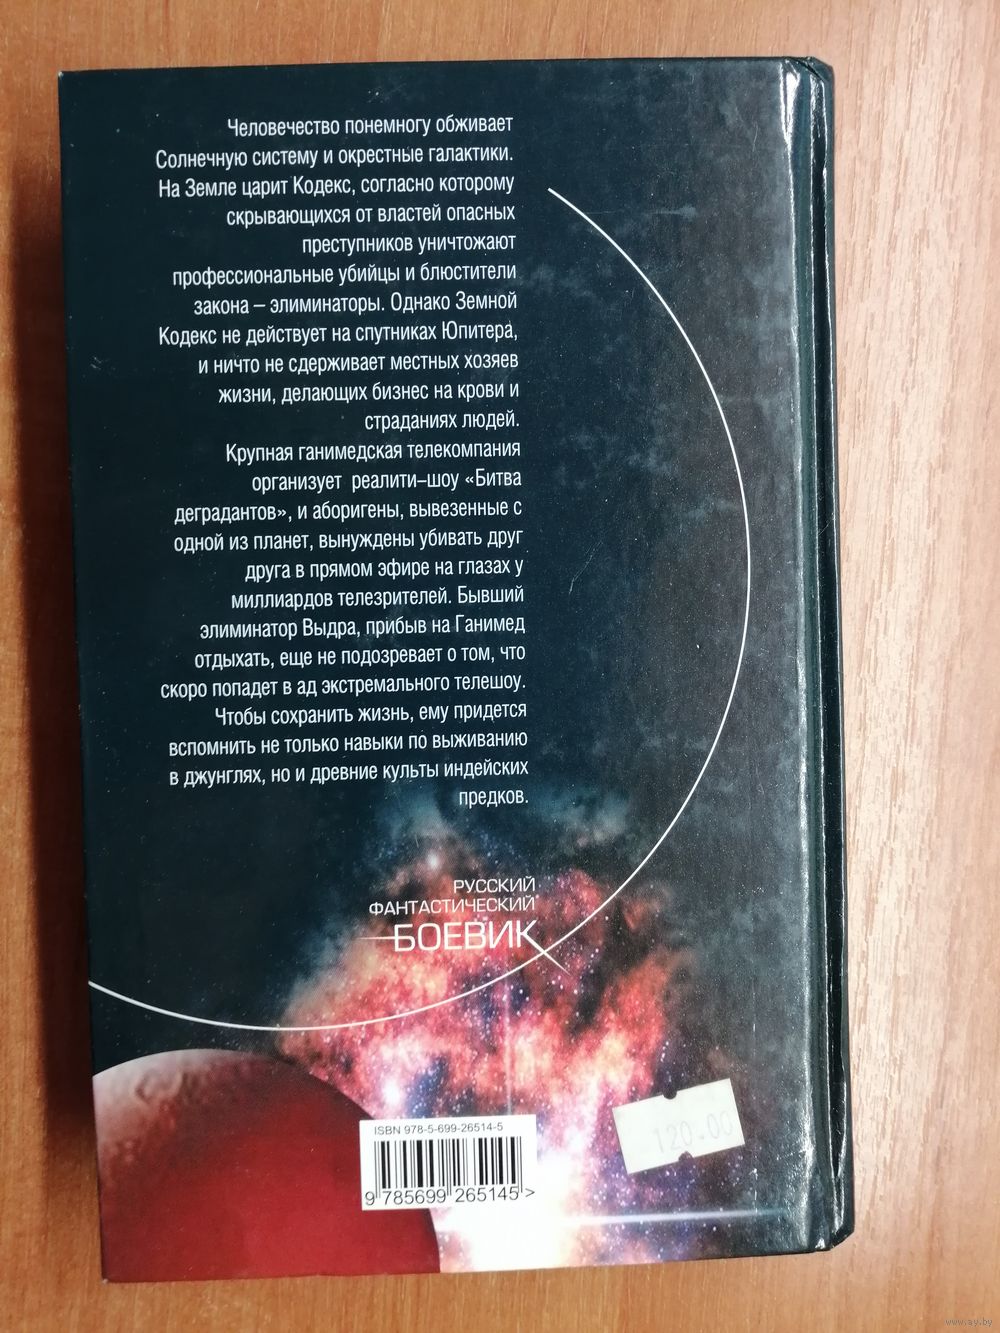 Человечество понемногу обживает
Солнечную систему и окрестные галактики.
На Земле царит Кодекс, согласно которому
скрывающихся от властей опасных
преступников уничтожают
профессиональные убийцы и блюстители
закона – элиминаторы. Однако Земной
Кодекс не действует на спутниках Юпитера,
и ничто не сдерживает местных хозяев
жизни, делающих бизнес на крови и
страданиях людей.
Крупная ганимедская телекомпания
организует реалити–шоу «Битва
деградантов», и аборигены, вывезенные с
одной из планет, вынуждены убивать друг
друга в прямом эфире на глазах у
миллиардов телезрителей. Бывший
элиминатор Выдра, прибыв на Ганимед
отдыхать, еще не подозревает о том, что
скоро попадет в ад экстремального телешоу.
Чтобы сохранить жизнь, ему придется
вспомнить не только навыки по выживанию
в джунглях, но и древние культы индейских
предков.
РУССКИЙ
ФАНТАСТИЧЕСКИЙ
БОЕВИК
ISBN 978-5-699-26514-5
9 785699 265145 >
120.00
www.ay.by